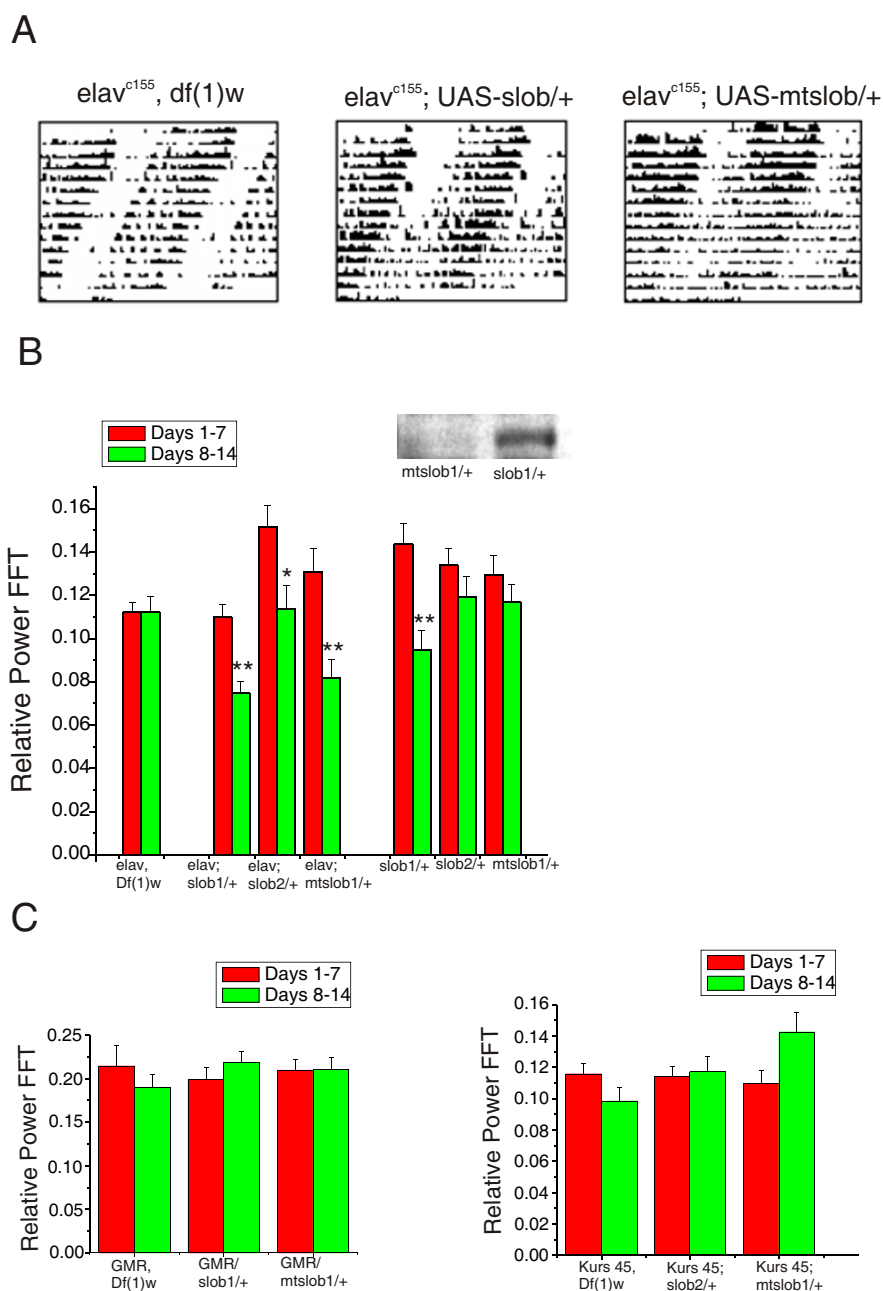 A
elavc155, df(1)w
elavc155; UAS-slob/+
elavc155; UAS-mtslob/+
B
Days 1-7
Days 8-14
mtslob1/+ slob1/+
Relative Power FFT
0.16
0.14
0.12
0.10
0.08
0.06
0.04
0.02
0.00
**
*
**
**
elav,
Df(1)w
elav;
slob1/+
elav;
slob2/+
elav;
mtslob1/+
slob1/+
slob2/+
mtslob1/+
C
Days 1-7
Days 8-14
Relative Power FFT
0.25
0.20
0.15
0.10
0.05
0.00
GMR,
Df(1)w
GMR/
slob1/+
GMR/
mtslob1/+
Days 1-7
Days 8-14
Relative Power FFT
0.16
0.14
0.12
0.10
0.08
0.06
0.04
0.02
0.00
Kurs 45,
Df(1)w
Kurs 45;
slob2/+
Kurs 45;
mtslob1/+